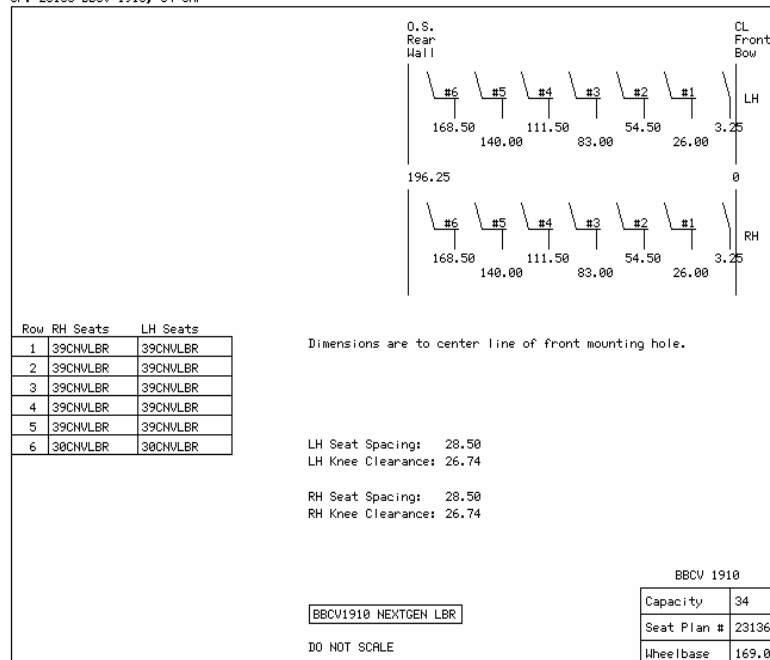 O.S. CL
Rear Front
Wall Bow
#6 #5 #4 #3 #2 #1 LH
168.50 111.50 54.50 3.25
140.00 83.00 26.00
196.25 0
#6 #5 #4 #3 #2 #1
RH
168.50 111.50 54.50 3.25
140.00 83.00 26.00
Row RH Seats LH Seats
1 39CNVLBR 39CNVLBR
Dimensions are to center line of front mounting hole.
2 39CNVLBR 39CNVLBR
3 39CNVLBR 39CNVLBR
4 39CNVLBR 39CNVLBR
5 39CNVLBR 39CNVLBR
6 30CNVLBR 30CNVLBR
LH Seat Spacing: 28.50
LH Knee Clearance: 26.74
RH Seat Spacing: 28.50
RH Knee Clearance: 26.74
BBCV 1910
Capacity 34
BBCV1910 NEXTGEN LBR
Seat Plan # 23136
DO NOT SCALE
Wheelbase 169.0